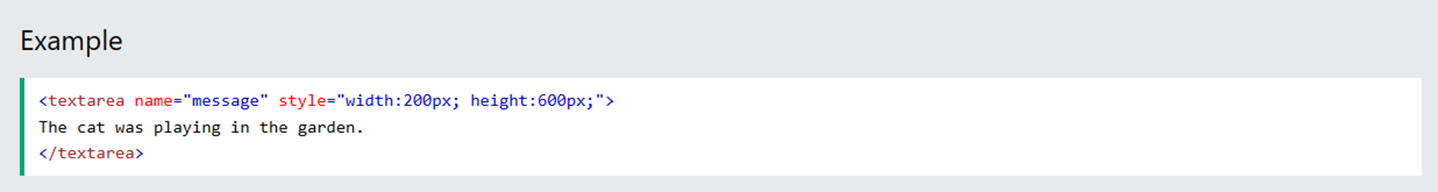 Example
<textarea name="message" style="width:200px; height:600px;">
The cat was playing in the garden.
</textarea>